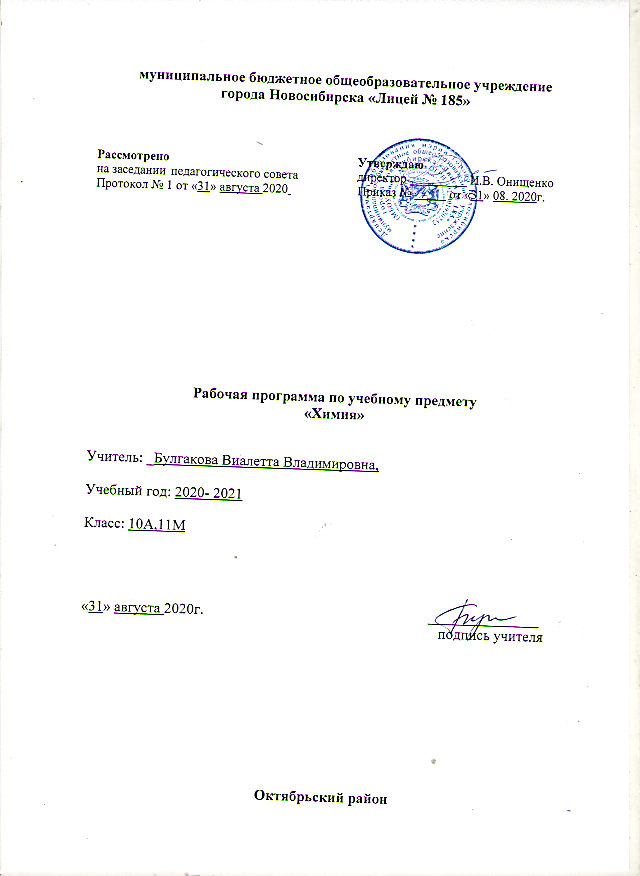 муниципальное бюджетное общеобразовательное учреждение
города Новосибирска «Лицей № 185»
Рассмотрено
на заседании педагогического совета
Протокол № 1 от «31» августа 2020
Утверждаю
директор И.В. Онищенко
Приказ № от «31» 08. 2020г.
Рабочая программа по учебному предмету
«Химия»
Учитель: Булгакова Виалетта Владимировна,
Учебный год: 2020- 2021
Класс: 10А,11М
«31» августа 2020г.
подпись учителя
Октябрьский район